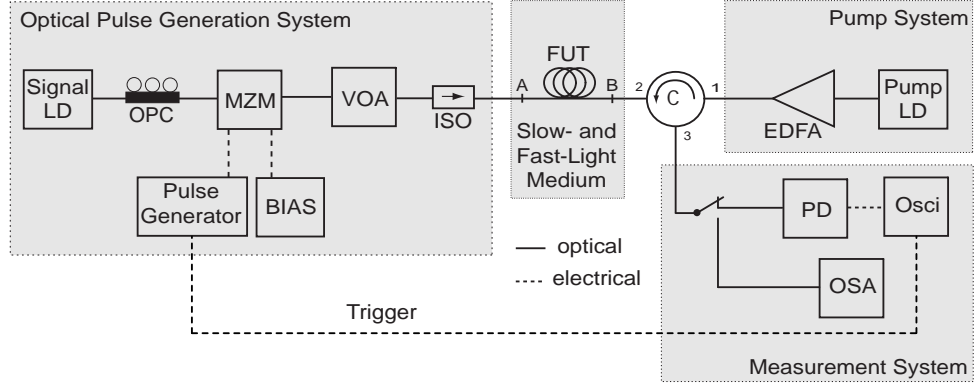 Optical Pulse Generation System
Signal
LD
OPC
MZM
VOA
ISO
Pulse
Generator
BIAS
A
FUT
B
Slow- and
Fast-Light
Medium
2
C
1
3
Pump System
EDFA
Pump
LD
PD
Osci
OSA
Measurement System
optical
electrical
Trigger